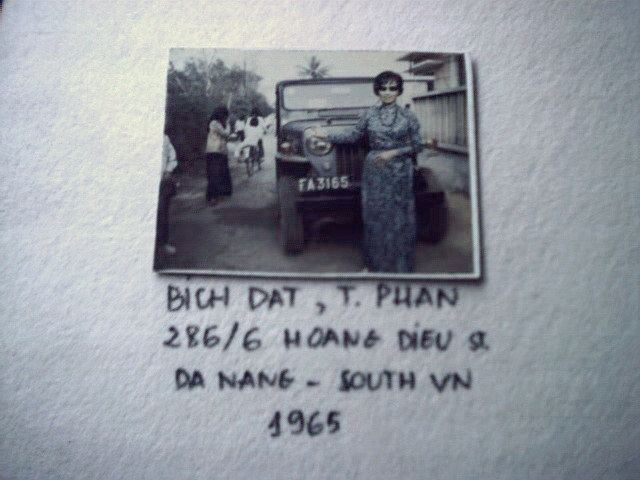 FA3165
BICH DAT, T. PHAN
286/6 HOANG DIEU ST.
DA NANG - SOUTH VN
1965